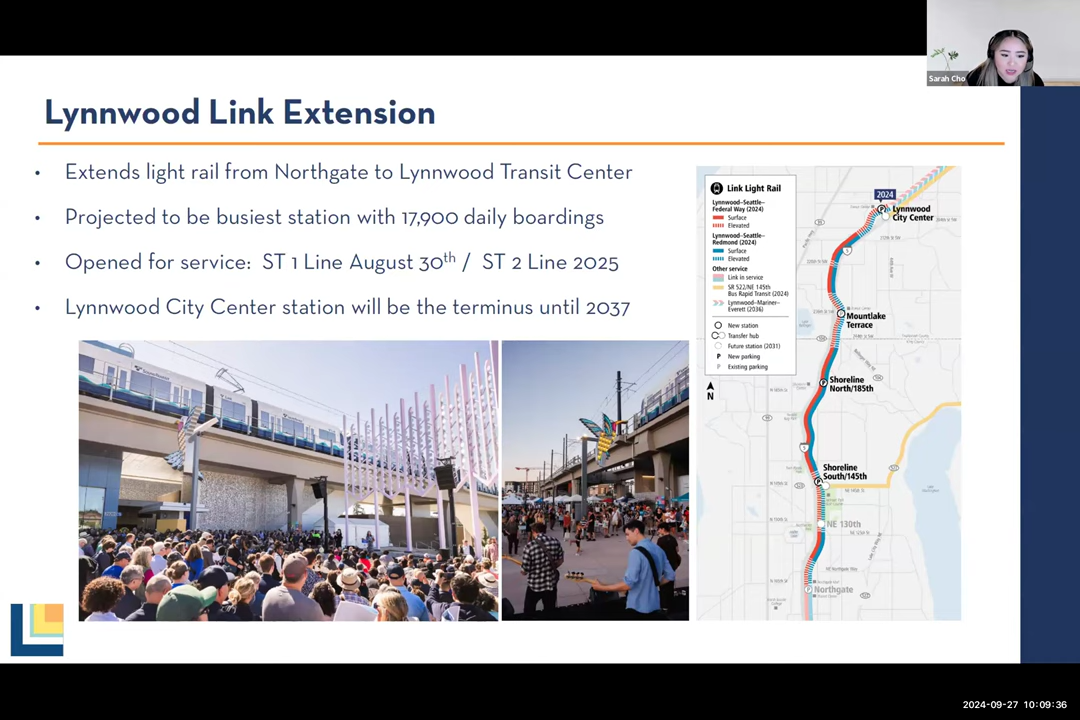 Sarah Cho
Lynnwood Link Extension
• Extends light rail from Northgate to Lynnwood Transit Center
• Projected to be busiest station with 17,900 daily boardings
• Opened for service: ST 1 Line August 30th / ST 2 Line 2025
• Lynnwood City Center station will be the terminus until 2037
Link Light Rail
Lynnwood–Seattle–
Federal Way (2024)
Surface
Elevated
Lynnwood–Seattle–
Redmond (2024)
Surface
Elevated
Other service
Link in service
SR 522/NE 145th
Bus Rapid Transit (2024)
Lynnwood–Mariner–
Everett (2036)
New station
Transfer hub
Future station (2031)
P New parking
P Existing parking
N
2024
Lynnwood
City Center
Mountlake
Terrace
Shoreline
North/185th
Shoreline
South/145th
NE 130th
Northgate
2024-09-27 10:09:36